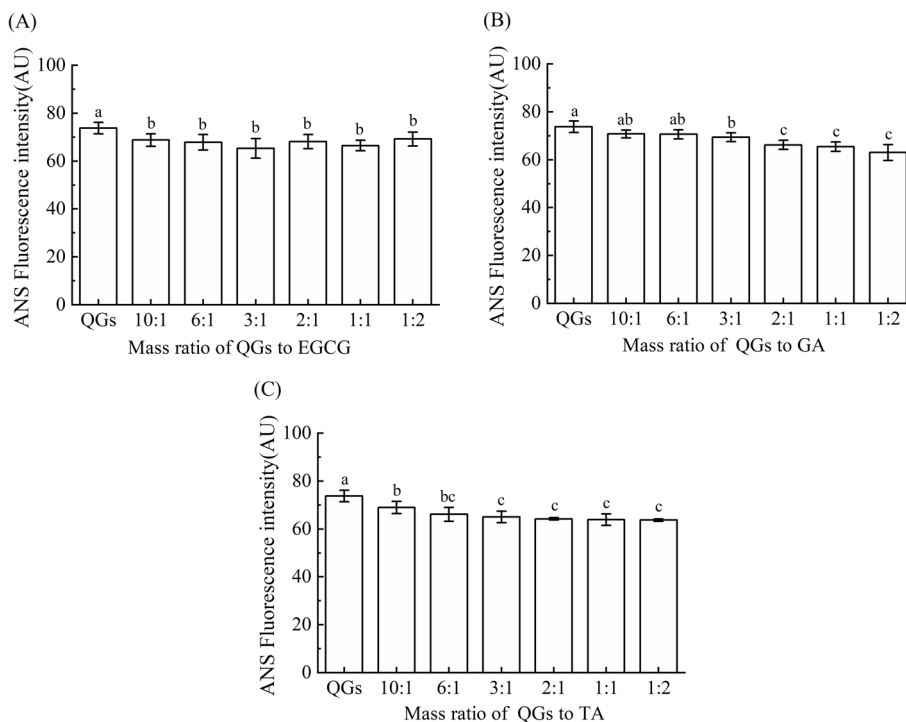 (A)
ANS Fluorescence intensity(AU)
100
80
60
40
20
0
a b b b b b b
QGs 10:1 6:1 3:1 2:1 1:1 1:2
Mass ratio of QGs to EGCG
(B)
ANS Fluorescence intensity(AU)
100
80
60
40
20
0
a ab ab b c c c
QGs 10:1 6:1 3:1 2:1 1:1 1:2
Mass ratio of QGs to GA
(C)
ANS Fluorescence intensity(AU)
100
80
60
40
20
0
a b bc c c c c
QGs 10:1 6:1 3:1 2:1 1:1 1:2
Mass ratio of QGs to TA